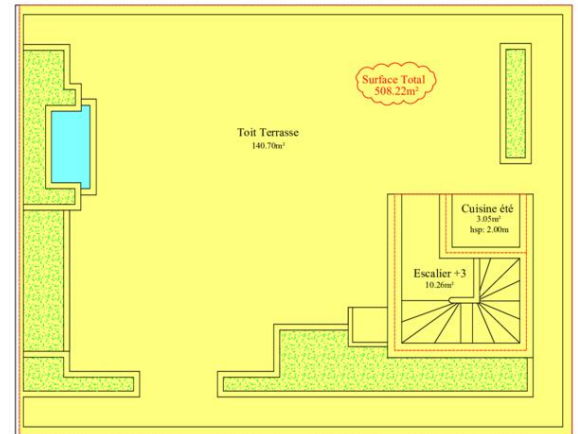 Surface Total
508.22m²
Toit Terrasse
140.70m²
Cuisine été
3.05m²
hsp: 2.00m
Escalier +3
10.26m²